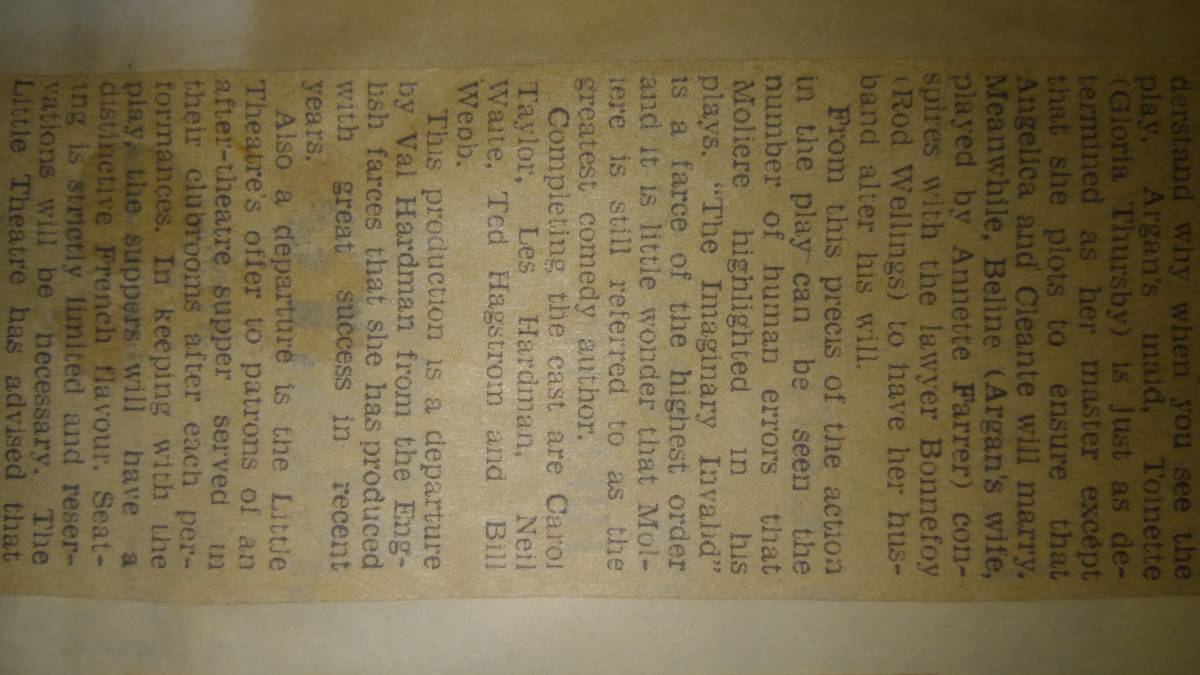 derstand why when you see the
play. Argan's maid, Toinette
(Gloria Thursby) is just as de-
termined as her master except
that she plots to ensure that
Angelica and Cleante will marry.
Meanwhile, Beline (Argan's wife,
played by Annette Farrer) con-
spires with the lawyer Bonnefoy
(Rod Wellings) to have her hus-
band alter his will.
From this precis of the action
in the play can be seen the
number of human errors that
Moliere highlighted in his
plays. "The Imaginary Invalid"
is a farce of the highest order
and it is little wonder that Mol-
iere is still referred to as the
greatest comedy author.
Completing the cast are Carol
Taylor, Les Hardman, Neil
Waite, Ted Hagstrom and Bill
Webb.
This production is a departure
by Val Hardman from the Eng-
lish farces that she has produced
with great success in recent
years.
Also a departure is the Little
Theatre's offer to patrons of an
after-theatre supper served in
their clubrooms after each per-
formances. In keeping with the
play, the suppers will have a
distinctive French flavour. Seat-
ing is strictly limited and reser-
vations will be necessary. The
Little Theatre has advised that